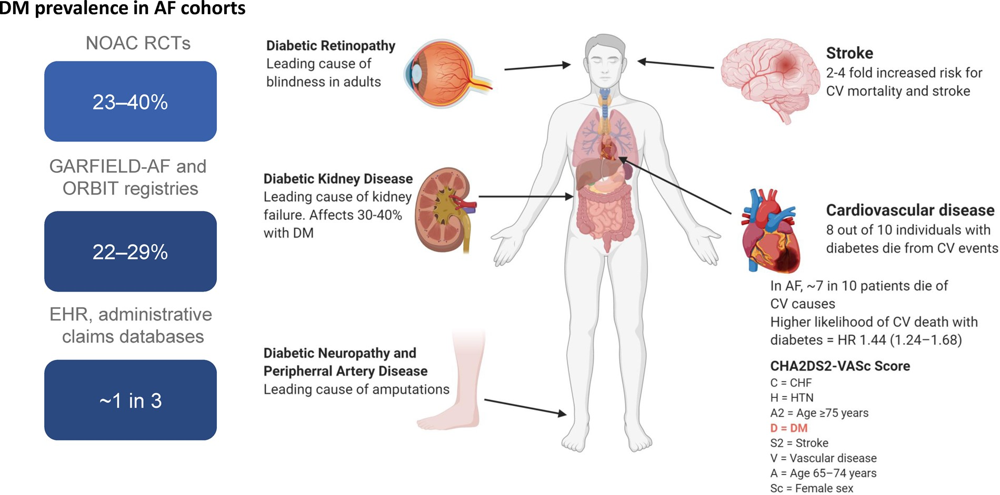 DM prevalence in AF cohorts
NOAC RCTs
23–40%
GARFIELD-AF and
ORBIT registries
22–29%
EHR, administrative
claims databases
~1 in 3
Diabetic Retinopathy
Leading cause of
blindness in adults
Diabetic Kidney Disease
Leading cause of kidney
failure. Affects 30-40%
with DM
Diabetic Neuropathy and
Peripherral Artery Disease
Leading cause of amputations
Stroke
2-4 fold increased risk for
CV mortality and stroke
Cardiovascular disease
8 out of 10 individuals with
diabetes die from CV events
In AF, ~7 in 10 patients die of
CV causes
Higher likelihood of CV death with
diabetes = HR 1.44 (1.24–1.68)
CHA2DS2-VASc Score
C = CHF
H = HTN
A2 = Age ≥75 years
D = DM
S2 = Stroke
V = Vascular disease
A = Age 65–74 years
Sc = Female sex